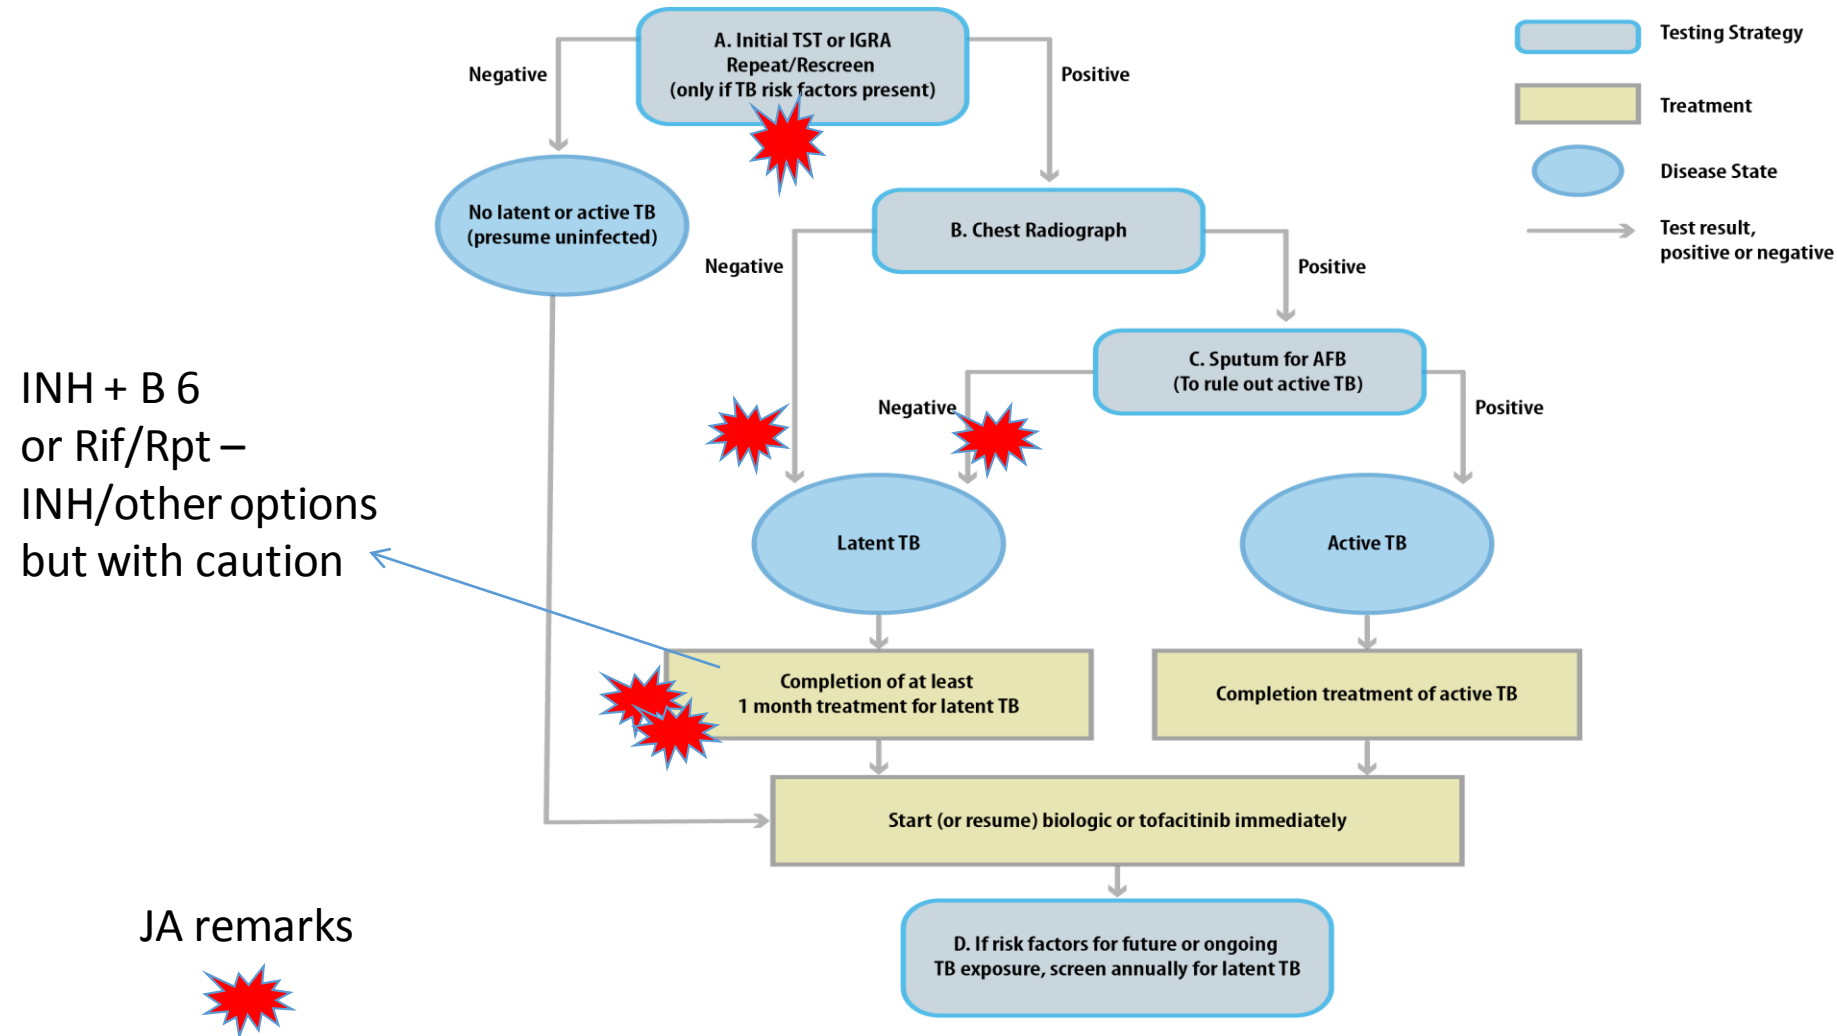 A. Initial TST or IGRA
Repeat/Rescreen
(only if TB risk factors present)
Negative
Positive
No latent or active TB
(presume uninfected)
B. Chest Radiograph
Negative
Positive
C. Sputum for AFB
(To rule out active TB)
Negative
Positive
Latent TB
Active TB
Completion of at least
1 month treatment for latent TB
Completion treatment of active TB
Start (or resume) biologic or tofacitinib immediately
D. If risk factors for future or ongoing
TB exposure, screen annually for latent TB
Testing Strategy
Treatment
Disease State
Test result,
positive or negative
INH + B 6
or Rif/Rpt –
INH/other options
but with caution
JA remarks